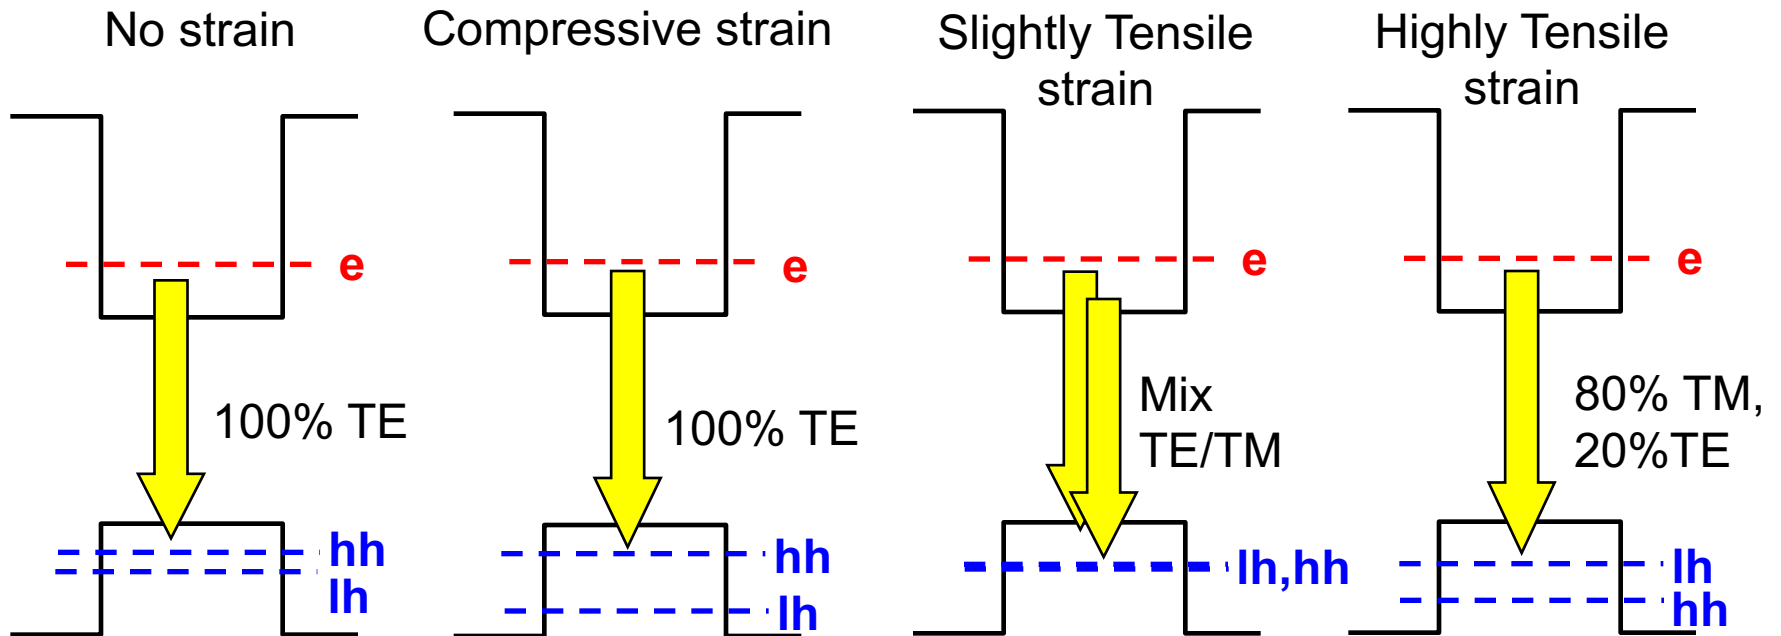 No strain
e
100% TE
hh
lh
Compressive strain
e
100% TE
hh
lh
Slightly Tensile
strain
e
Mix
TE/TM
lh,hh
Highly Tensile
strain
e
80% TM,
20%TE
lh
hh